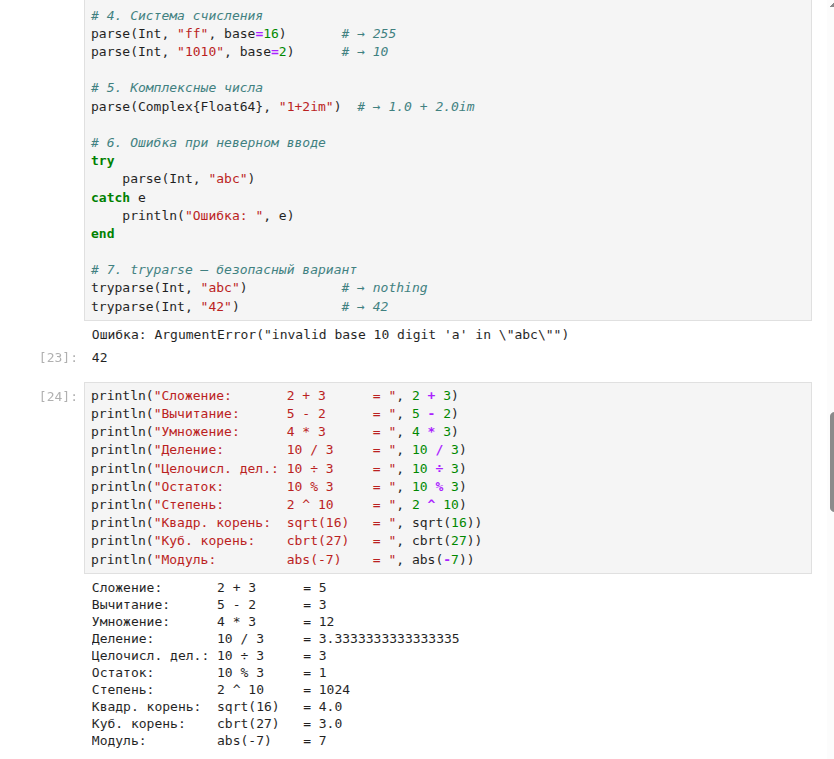 # 4. Система счисления
parse(Int, "ff", base=16)       # → 255
parse(Int, "1010", base=2)      # → 10
# 5. Комплексные числа
parse(Complex{Float64}, "1+2im")  # → 1.0 + 2.0im
# 6. Ошибка при неверном вводе
try
    parse(Int, "abc")
catch e
    println("Ошибка: ", e)
end
# 7. tryparse — безопасный вариант
tryparse(Int, "abc")            # → nothing
tryparse(Int, "42")             # → 42
Ошибка: ArgumentError("invalid base 10 digit 'a' in \"abc\"")
[23]: 42
[24]: println("Сложение:       2 + 3      = ", 2 + 3)
println("Вычитание:      5 - 2      = ", 5 - 2)
println("Умножение:      4 * 3      = ", 4 * 3)
println("Деление:        10 / 3     = ", 10 / 3)
println("Целочисл. дел.: 10 ÷ 3     = ", 10 ÷ 3)
println("Остаток:        10 % 3     = ", 10 % 3)
println("Степень:        2 ^ 10     = ", 2 ^ 10)
println("Квадр. корень:  sqrt(16)   = ", sqrt(16))
println("Куб. корень:    cbrt(27)   = ", cbrt(27))
println("Модуль:         abs(-7)    = ", abs(-7))
Сложение:       2 + 3      = 5
Вычитание:      5 - 2      = 3
Умножение:      4 * 3      = 12
Деление:        10 / 3     = 3.3333333333333335
Целочисл. дел.: 10 ÷ 3     = 3
Остаток:        10 % 3     = 1
Степень:        2 ^ 10     = 1024
Квадр. корень:  sqrt(16)   = 4.0
Куб. корень:    cbrt(27)   = 3.0
Модуль:         abs(-7)    = 7